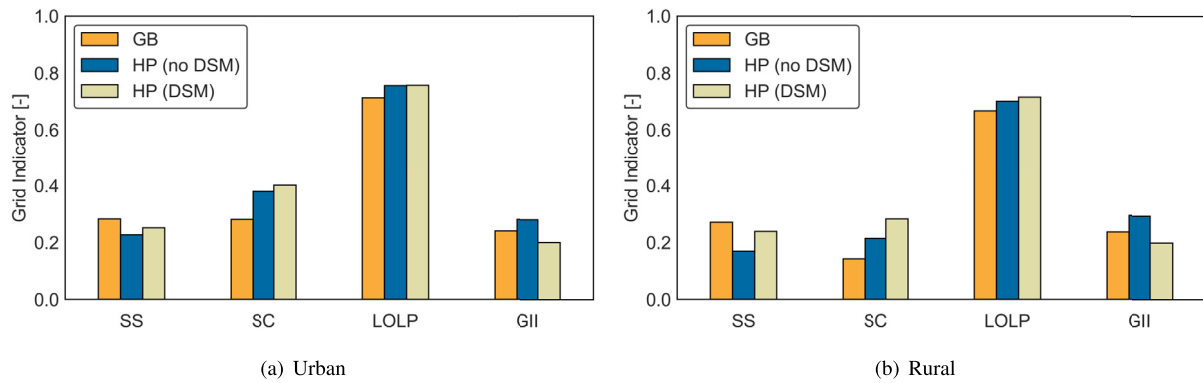 1.0
0.8
0.6
0.4
0.2
0.0
Grid Indicator [-]
GB
HP (no DSM)
HP (DSM)
SS SC LOLP GII
(a) Urban
1.0
0.8
0.6
0.4
0.2
0.0
Grid Indicator [-]
GB
HP (no DSM)
HP (DSM)
SS SC LOLP GII
(b) Rural